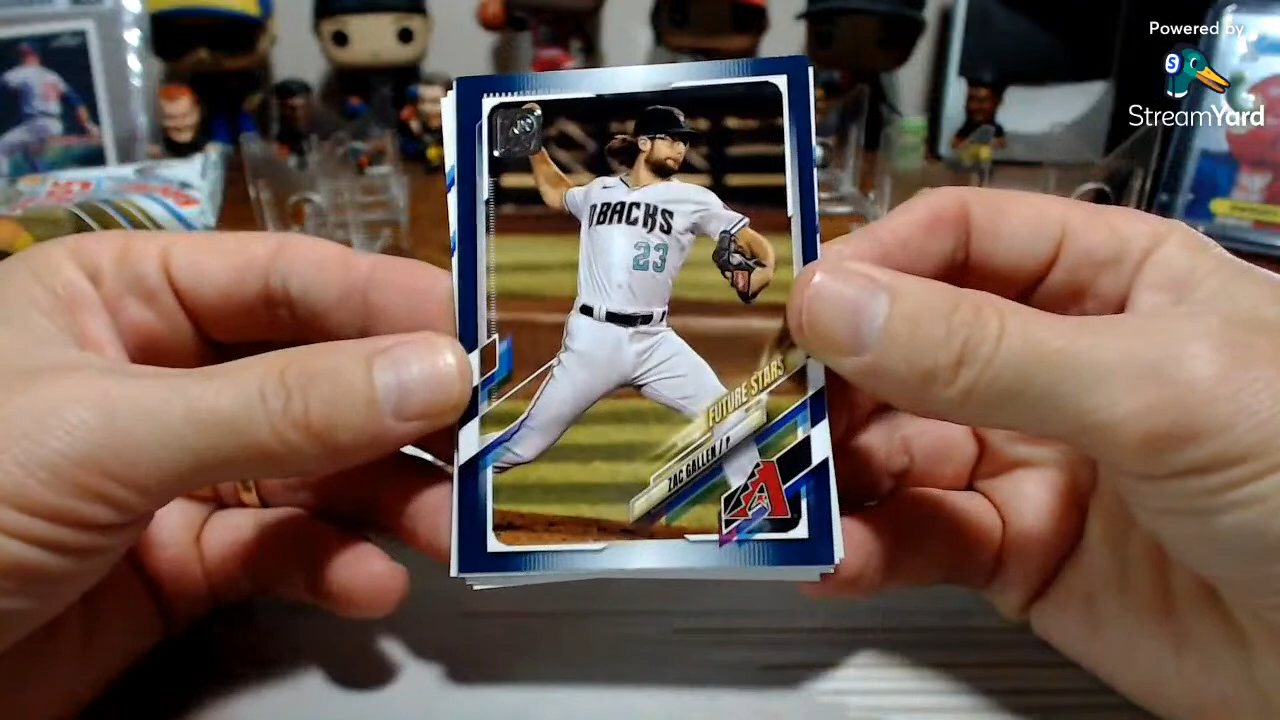 Powered by
S
StreamYard
DBACKS
23
FUTURE STARS
ZAC GALLEN / P
A